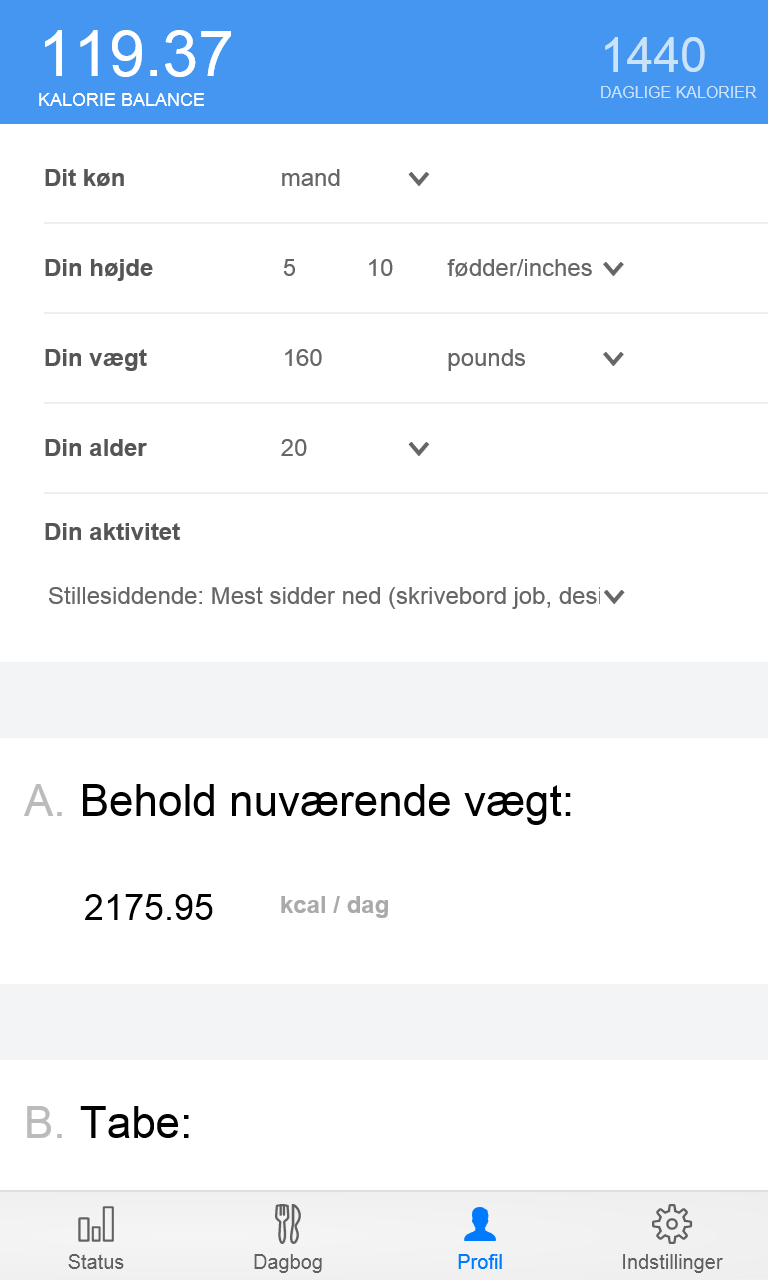 119.37
KALORIE BALANCE
1440
DAGLIGE KALORIER
Dit køn mand
Din højde 5 10 fødder/inches
Din vægt 160 pounds
Din alder 20
Din aktivitet
Stillesiddende: Mest sidder ned (skrivebord job, desi
A. Behold nuværende vægt:
2175.95 kcal / dag
B. Tabe:
Status Dagbog Profil Indstillinger